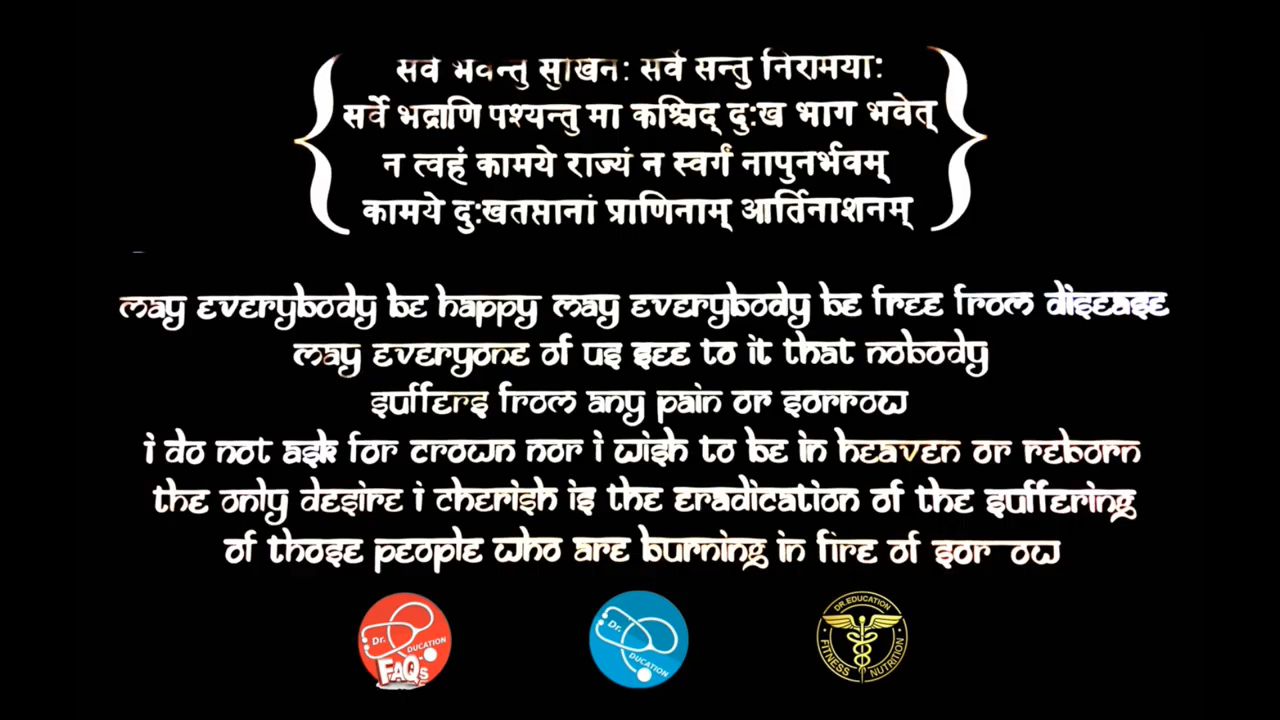 सर्वे भवन्तु सुखिन: सर्वे सन्तु निरामया:
सर्वे भद्राणि पश्यन्तु मा कश्चिद् दु:ख भाग भवेत्
न त्वहं कामये राज्यं न स्वर्गं नापुनर्भवम्
कामये दु:खतप्तानां प्राणिनाम् आर्तिनाशनम्
may everybody be happy may everybody be free from disease
may everyone of us see to it that nobody
suffers from any pain or sorrow
i do not ask for crown nor i wish to be in heaven or reborn
the only desire i cherish is the eradication of the suffering
of those people who are burning in fire of sor ow
Dr. DUCATION FAQs
Dr. DUCATION
DR.EDUCATION FITNESS NUTRITION